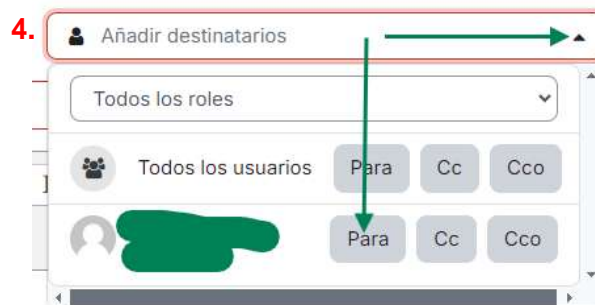 4. Añadir destinatarios
Todos los roles
Todos los usuarios Para Cc Cco
Para Cc Cco